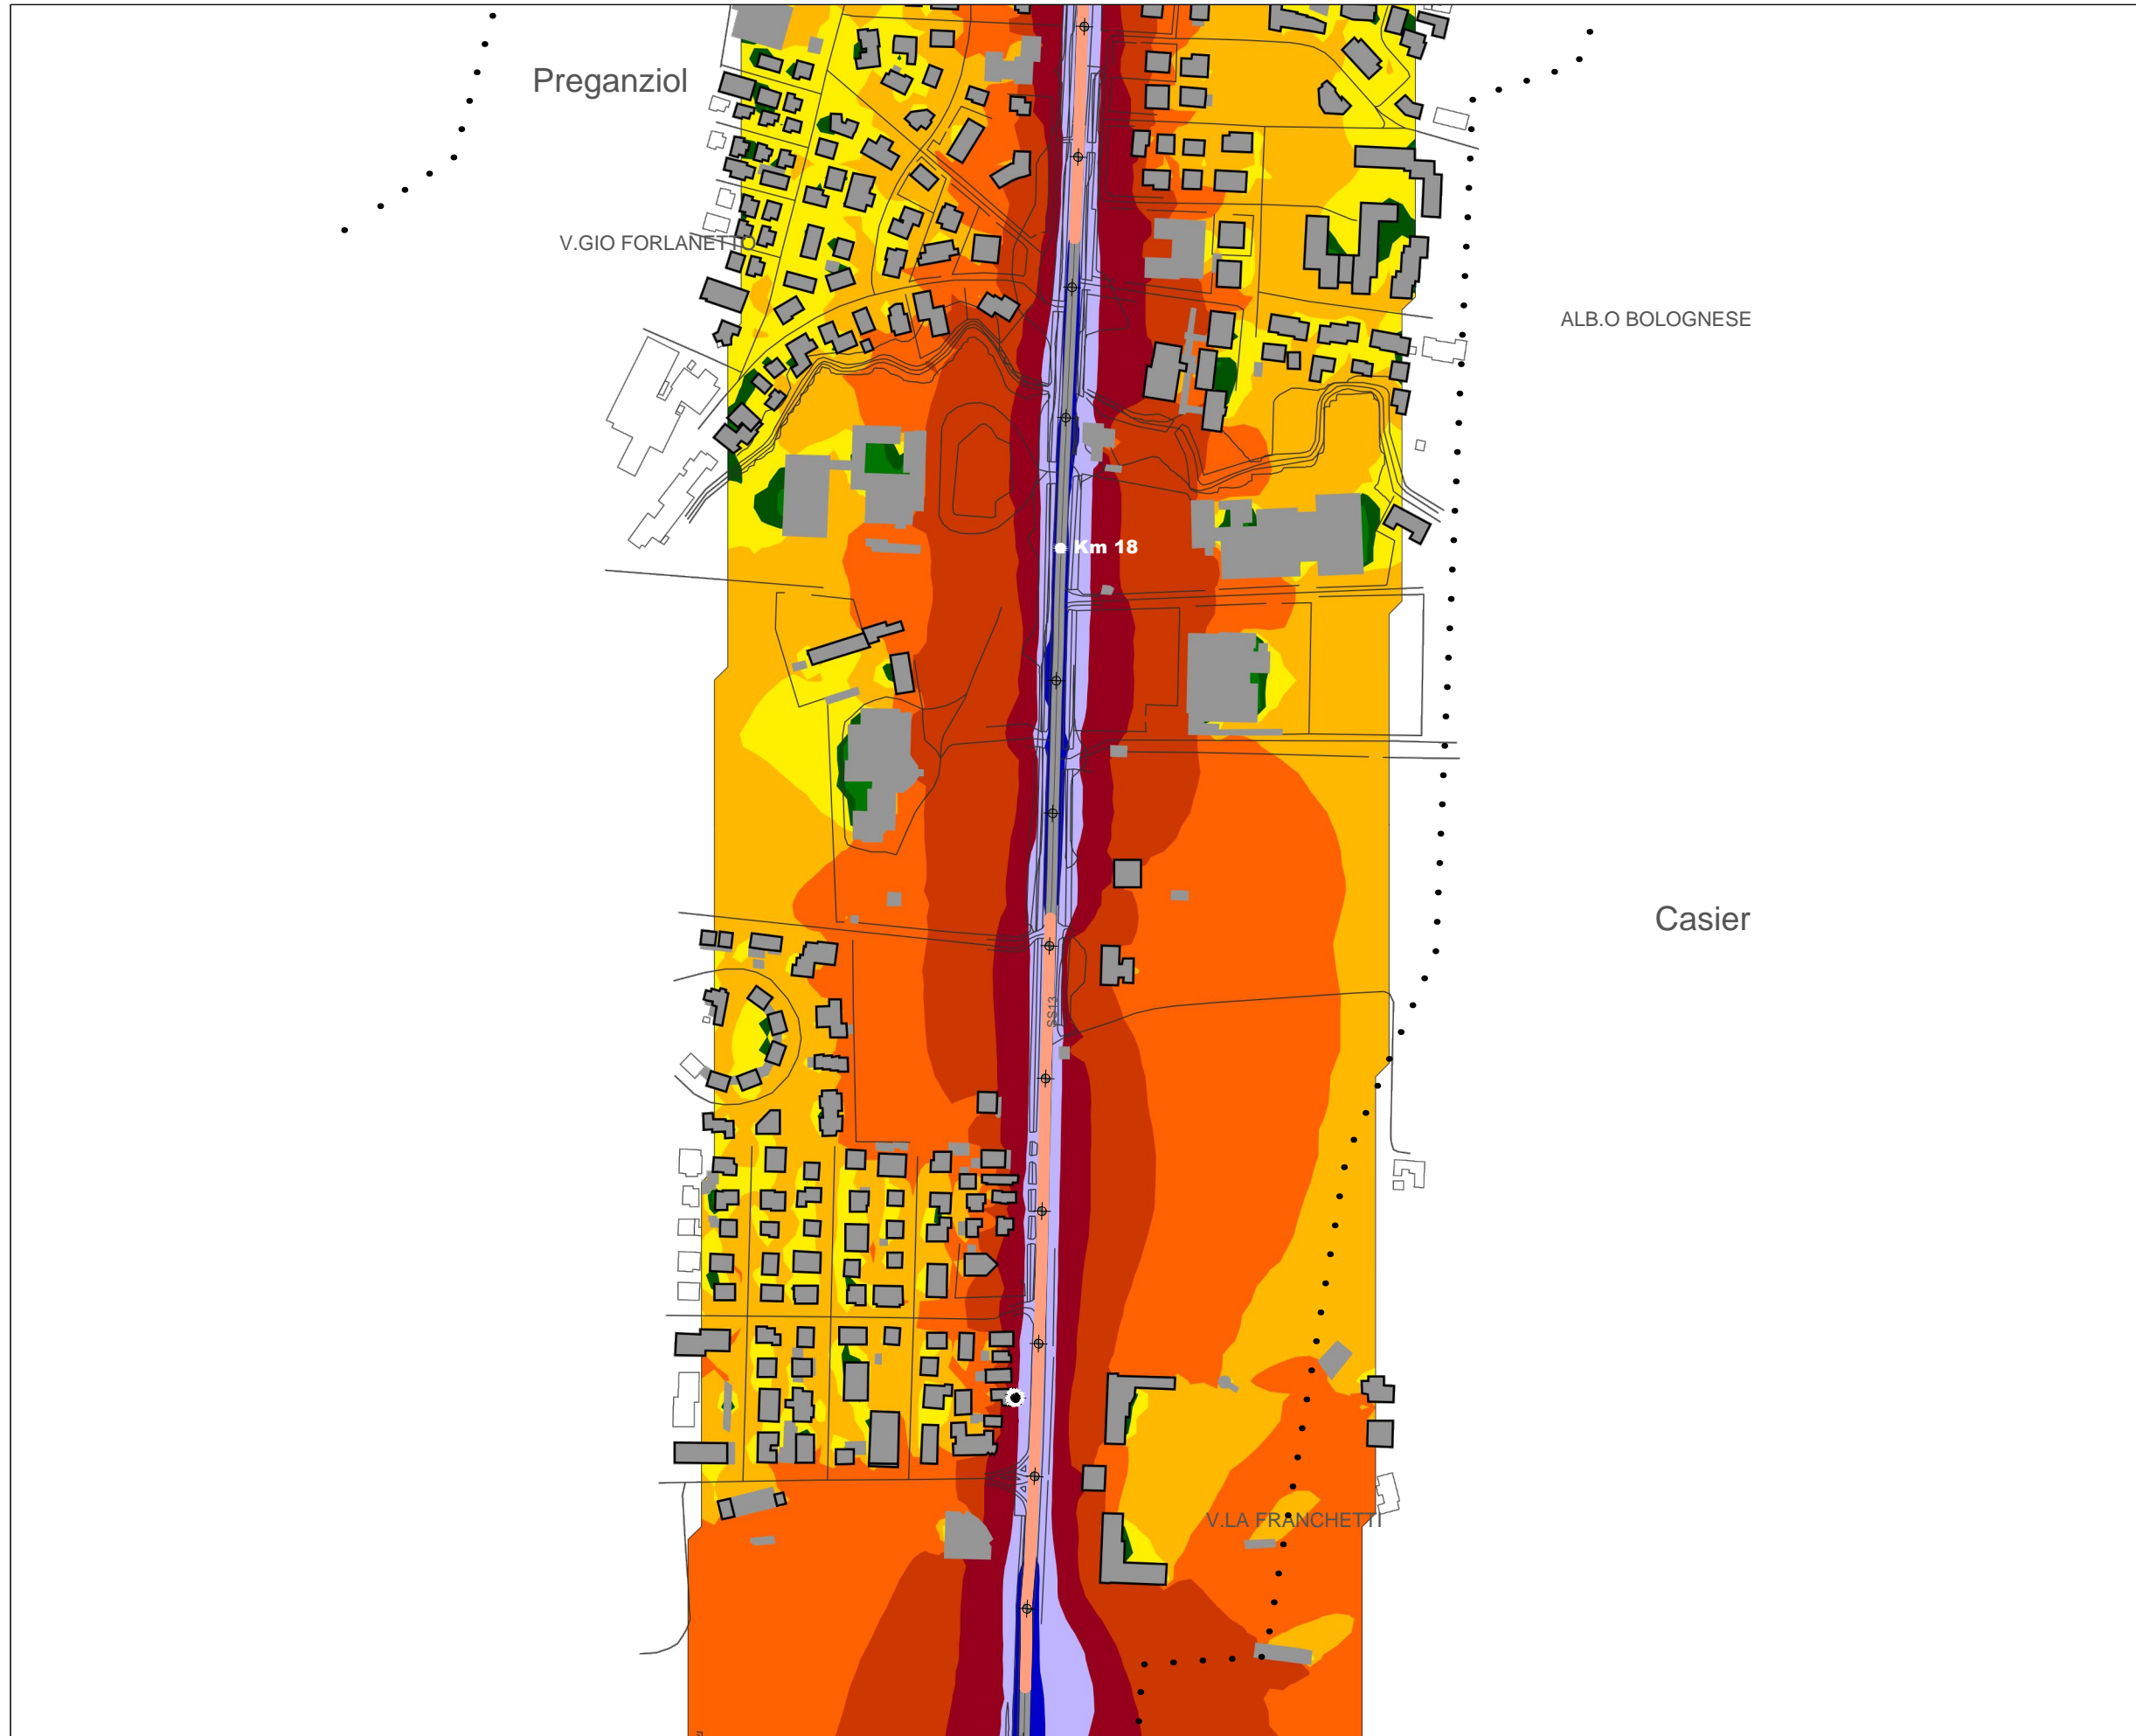 Preganziol
V.GIO FORLANETTO
ALB.O BOLOGNESE
Km 18
Casier
SS13
V.LA FRANCHETTI